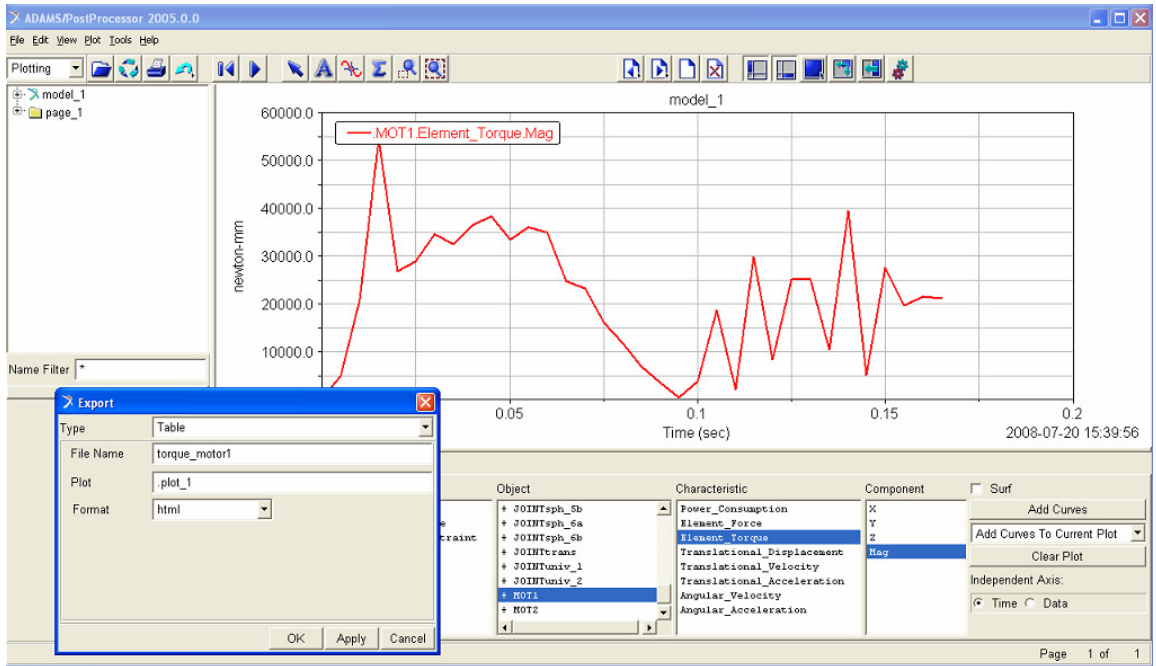 ADAMS/PostProcessor 2005.0.0
File Edit View Plot Tools Help
Plotting
model_1
page_1
Name Filter *
model_1
.MOT1.Element_Torque.Mag
60000.0
50000.0
40000.0
30000.0
20000.0
10000.0
newton-mm
0.05 0.1 0.15 0.2
Time (sec)
2008-07-20 15:39:56
Export
Type Table
File Name torque_motor1
Plot .plot_1
Format html
OK Apply Cancel
e
traint
Object
+ JOINTsph_5b
+ JOINTsph_6a
+ JOINTsph_6b
+ JOINTtrans
+ JOINTuniv_1
+ JOINTuniv_2
+ MOT1
+ MOT2
Characteristic
Power_Consumption
Element_Force
Element_Torque
Translational_Displacement
Translational_Velocity
Translational_Acceleration
Angular_Velocity
Angular_Acceleration
Component
X
Y
Z
Mag
Surf
Add Curves
Add Curves To Current Plot
Clear Plot
Independent Axis:
Time Data
Page 1 of 1